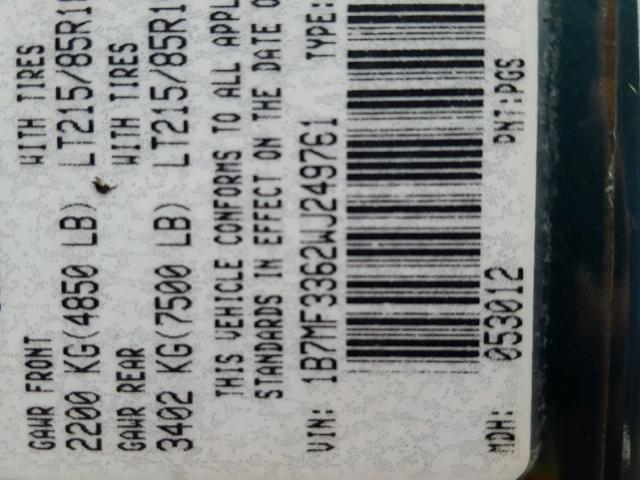 GAWR FRONT WITH TIRES
2200 KG(4850 LB) LT215/85R1
GAWR REAR WITH TIRES
3402 KG(7500 LB) LT215/85R1
THIS VEHICLE CONFORMS TO ALL APPL
STANDARDS IN EFFECT ON THE DATE O
VIN: 1B7MF3362WJ249761 TYPE:
MDH: 053012 PNT:PGS